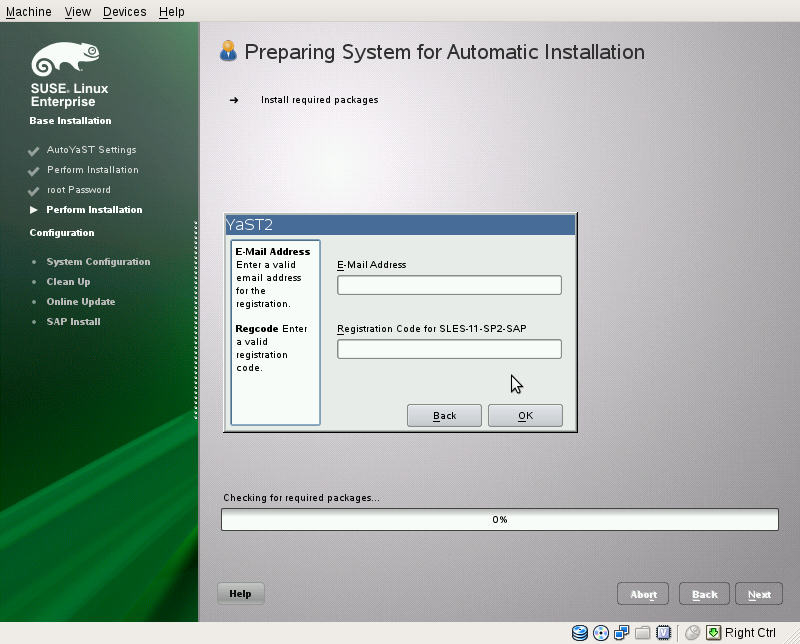 Machine View Devices Help
SUSE. Linux
Enterprise
Base Installation
AutoYaST Settings
Perform Installation
root Password
Perform Installation
Configuration
System Configuration
Clean Up
Online Update
SAP Install
Preparing System for Automatic Installation
Install required packages
YaST2
E-Mail Address
Enter a valid
email address
for the
registration.
Regcode Enter
a valid
registration
code.
E-Mail Address
Registration Code for SLES-11-SP2-SAP
Back OK
Checking for required packages...
0%
Help Abort Back Next
Right Ctrl